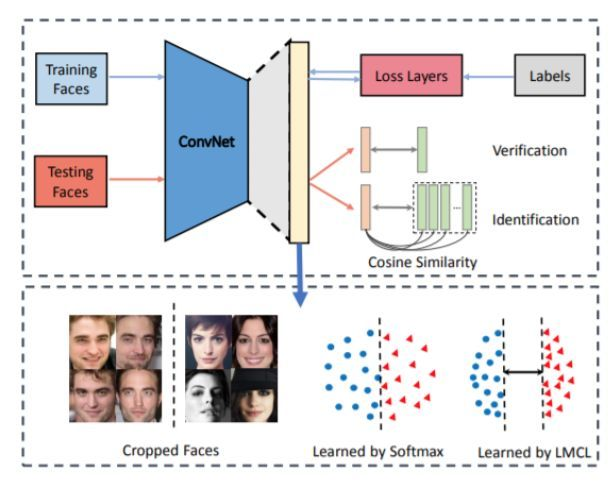 Training
Faces
ConvNet
Loss Layers
Labels
Testing
Faces
Verification
...
Identification
Cosine Similarity
Cropped Faces
Learned by Softmax
Learned by LMCL